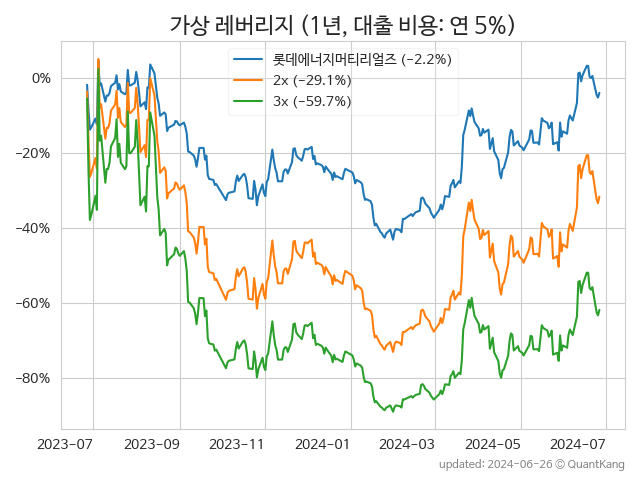 가상 레버리지 (1년, 대출 비용: 연 5%)
롯데에너지머티리얼즈 (−2.2%)
2x (−29.1%)
3x (−59.7%)
0%
−20%
−40%
−60%
−80%
2023-07
2023-09
2023-11
2024-01
2024-03
2024-05
2024-07
updated: 2024-06-26 © QuantKang